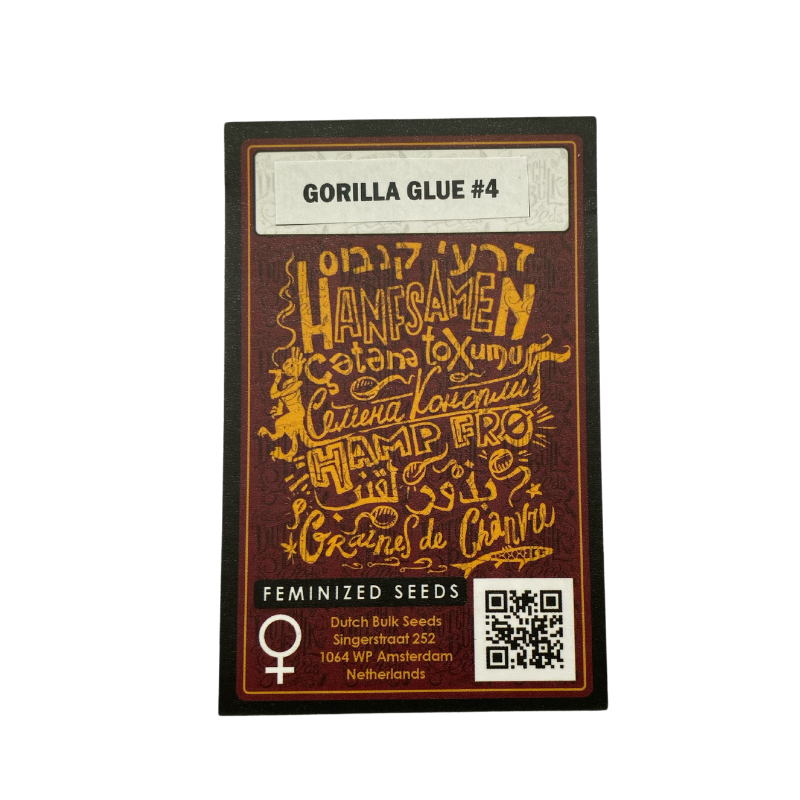 GORILLA GLUE #4
זרעי קנבוס
HANFSAMEN
Çətənə toxumu
Семена Конопли
HAMP FRØ
بذور القنب
Graines de Chanvre
FEMINIZED SEEDS
Dutch Bulk Seeds
Singerstraat 252
1064 WP Amsterdam
Netherlands